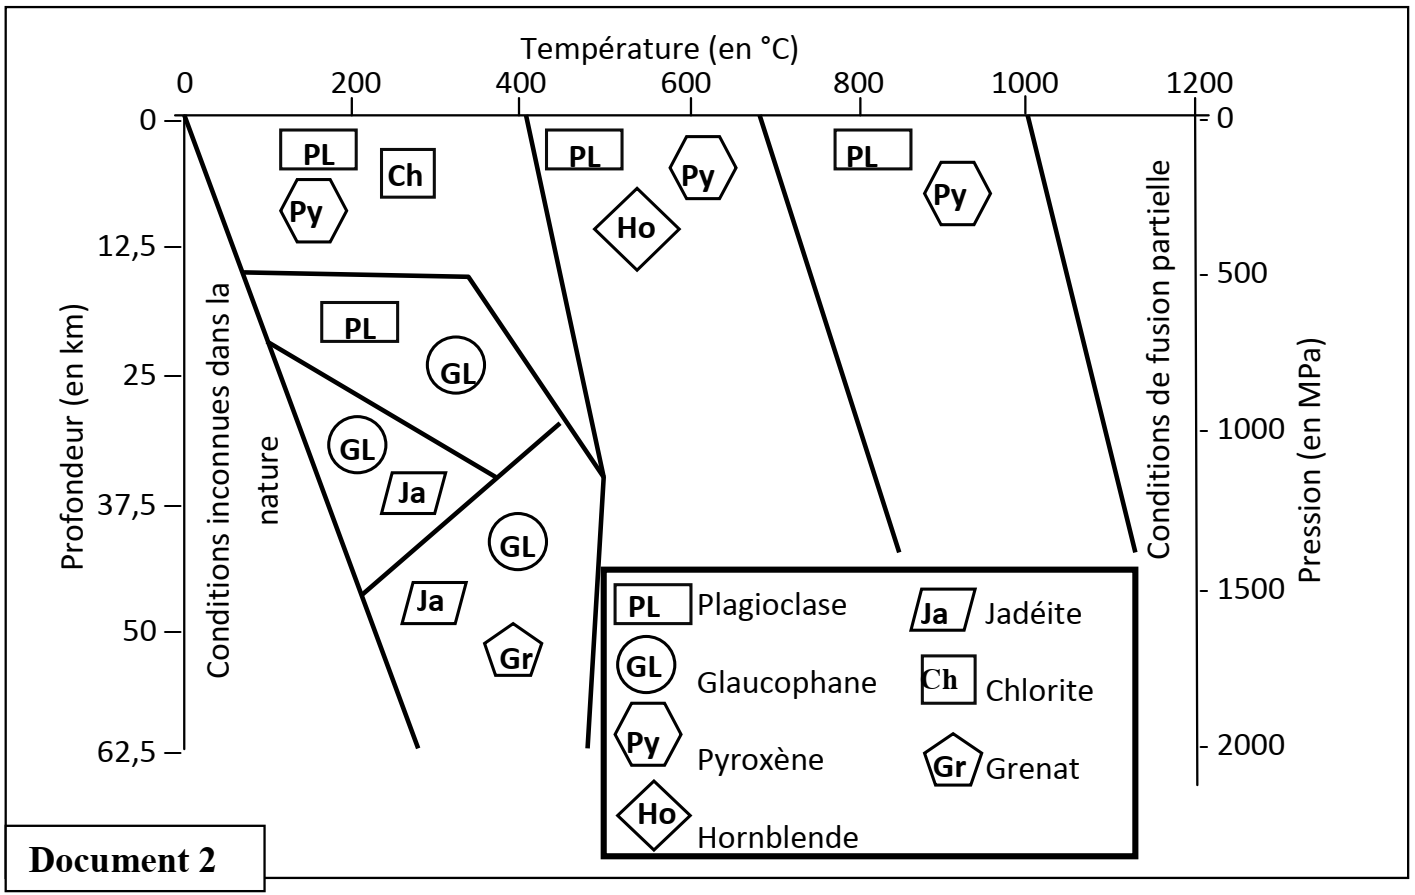 Température (en °C)
0 200 400 600 800 1000 1200
0
12,5
25
37,5
50
62,5
Profondeur (en km)
Conditions inconnues dans la
nature
PL
Ch
Py
PL
Py
Ho
PL
Py
PL
GL
GL
Ja
GL
Ja
Gr
Conditions de fusion partielle
0
500
1000
1500
2000
Pression (en MPa)
PL Plagioclase
GL Glaucophane
Py Pyroxène
Ho Hornblende
Ja Jadéite
Ch Chlorite
Gr Grenat
Document 2